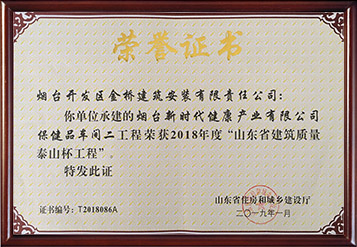 荣誉证书
烟台开发区金桥建筑安装有限责任公司：
你单位承建的烟台新时代健康产业有限公司
保健品车间二工程荣获2018年度“山东省建筑质量
泰山杯工程”。
特发此证
山东省住房和城乡建设厅
证书编号：T2018086A
二〇一九年一月